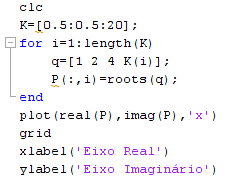 clc
K=[0.5:0.5:20];
for i=1:length(K)
q=[1 2 4 K(i)];
P(:,i)=roots(q);
end
plot(real(P),imag(P),'x')
grid
xlabel('Eixo Real')
ylabel('Eixo Imaginário')